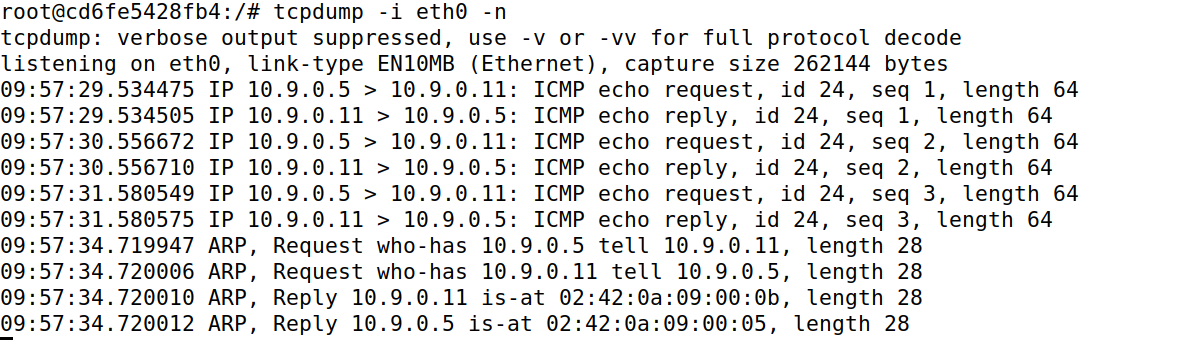 root@cd6fe5428fb4:/# tcpdump -i eth0 -n
tcpdump: verbose output suppressed, use -v or -vv for full protocol decode
listening on eth0, link-type EN10MB (Ethernet), capture size 262144 bytes
09:57:29.534475 IP 10.9.0.5 > 10.9.0.11: ICMP echo request, id 24, seq 1, length 64
09:57:29.534505 IP 10.9.0.11 > 10.9.0.5: ICMP echo reply, id 24, seq 1, length 64
09:57:30.556672 IP 10.9.0.5 > 10.9.0.11: ICMP echo request, id 24, seq 2, length 64
09:57:30.556710 IP 10.9.0.11 > 10.9.0.5: ICMP echo reply, id 24, seq 2, length 64
09:57:31.580549 IP 10.9.0.5 > 10.9.0.11: ICMP echo request, id 24, seq 3, length 64
09:57:31.580575 IP 10.9.0.11 > 10.9.0.5: ICMP echo reply, id 24, seq 3, length 64
09:57:34.719947 ARP, Request who-has 10.9.0.5 tell 10.9.0.11, length 28
09:57:34.720006 ARP, Request who-has 10.9.0.11 tell 10.9.0.5, length 28
09:57:34.720010 ARP, Reply 10.9.0.11 is-at 02:42:0a:09:00:0b, length 28
09:57:34.720012 ARP, Reply 10.9.0.5 is-at 02:42:0a:09:00:05, length 28